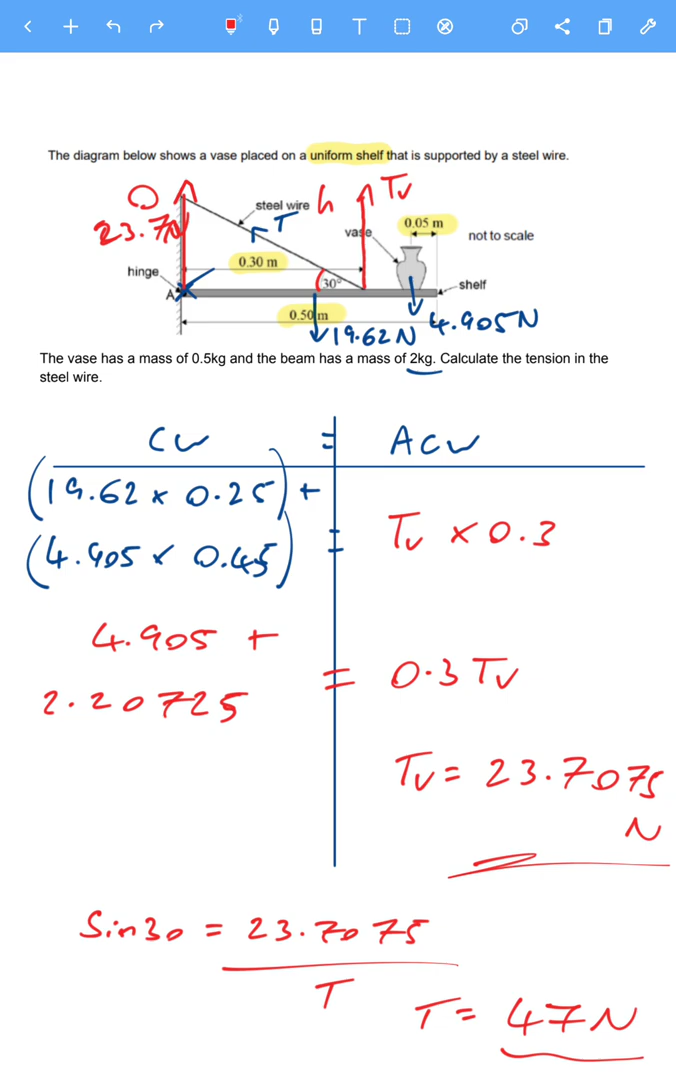 T
The diagram below shows a vase placed on a uniform shelf that is supported by a steel wire.
O
23.7N
steel wire
T
h
Tv
vase
0.05 m
not to scale
0.30 m
hinge
30°
shelf
A
0.50 m
19.62N
4.905N
The vase has a mass of 0.5kg and the beam has a mass of 2kg. Calculate the tension in the
steel wire.
CW = ACW
(19.62 × 0.25) +
(4.905 × 0.45) = Tv × 0.3
4.905 +
2.20725 = 0.3 Tv
Tv = 23.7075
N
Sin30 = 23.7075
T
T = 47N